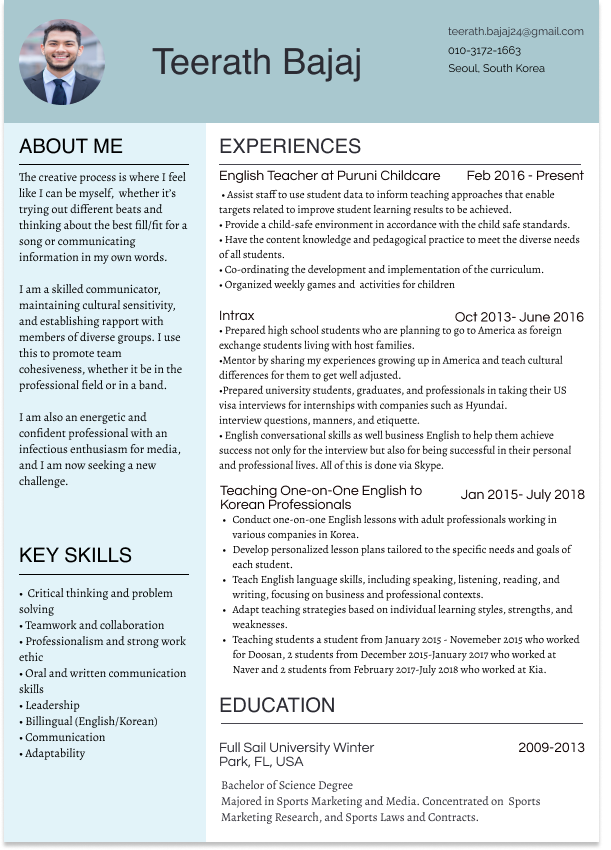 Teerath Bajaj
teerath.bajaj24@gmail.com
010-3172-1663
Seoul, South Korea
ABOUT ME
The creative process is where I feel
like I can be myself, whether it's
trying out different beats and
thinking about the best fill/fit for a
song or communicating
information in my own words.
I am a skilled communicator,
maintaining cultural sensitivity,
and establishing rapport with
members of diverse groups. I use
this to promote team
cohesiveness, whether it be in the
professional field or in a band.
I am also an energetic and
confident professional with an
infectious enthusiasm for media,
and I am now seeking a new
challenge.
KEY SKILLS
• Critical thinking and problem
solving
• Teamwork and collaboration
• Professionalism and strong work
ethic
• Oral and written communication
skills
• Leadership
• Billingual (English/Korean)
• Communication
• Adaptability
EXPERIENCES
English Teacher at Puruni Childcare Feb 2016 - Present
• Assist staff to use student data to inform teaching approaches that enable
targets related to improve student learning results to be achieved.
• Provide a child-safe environment in accordance with the child safe standards.
• Have the content knowledge and pedagogical practice to meet the diverse needs
of all students.
• Co-ordinating the development and implementation of the curriculum.
• Organized weekly games and activities for children
Intrax Oct 2013- June 2016
• Prepared high school students who are planning to go to America as foreign
exchange students living with host families.
•Mentor by sharing my experiences growing up in America and teach cultural
differences for them to get well adjusted.
•Prepared university students, graduates, and professionals in taking their US
visa interviews for internships with companies such as Hyundai.
interview questions, manners, and etiquette.
• English conversational skills as well business English to help them achieve
success not only for the interview but also for being successful in their personal
and professional lives. All of this is done via Skype.
Teaching One-on-One English to Jan 2015- July 2018
Korean Professionals
• Conduct one-on-one English lessons with adult professionals working in
various companies in Korea.
• Develop personalized lesson plans tailored to the specific needs and goals of
each student.
• Teach English language skills, including speaking, listening, reading, and
writing, focusing on business and professional contexts.
• Adapt teaching strategies based on individual learning styles, strengths, and
weaknesses.
• Teaching students a student from January 2015 - Novemeber 2015 who worked
for Doosan, 2 students from December 2015-January 2017 who worked at
Naver and 2 students from February 2017-July 2018 who worked at Kia.
EDUCATION
Full Sail University Winter 2009-2013
Park, FL, USA
Bachelor of Science Degree
Majored in Sports Marketing and Media. Concentrated on Sports
Marketing Research, and Sports Laws and Contracts.